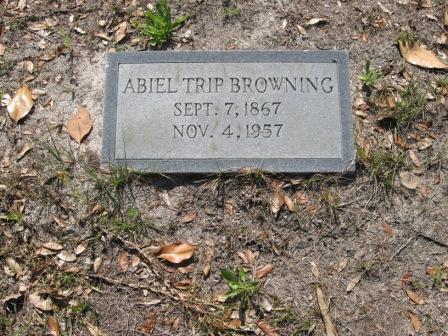 ABIEL TRIP BROWNING
SEPT. 7, 1867
NOV. 4, 1957